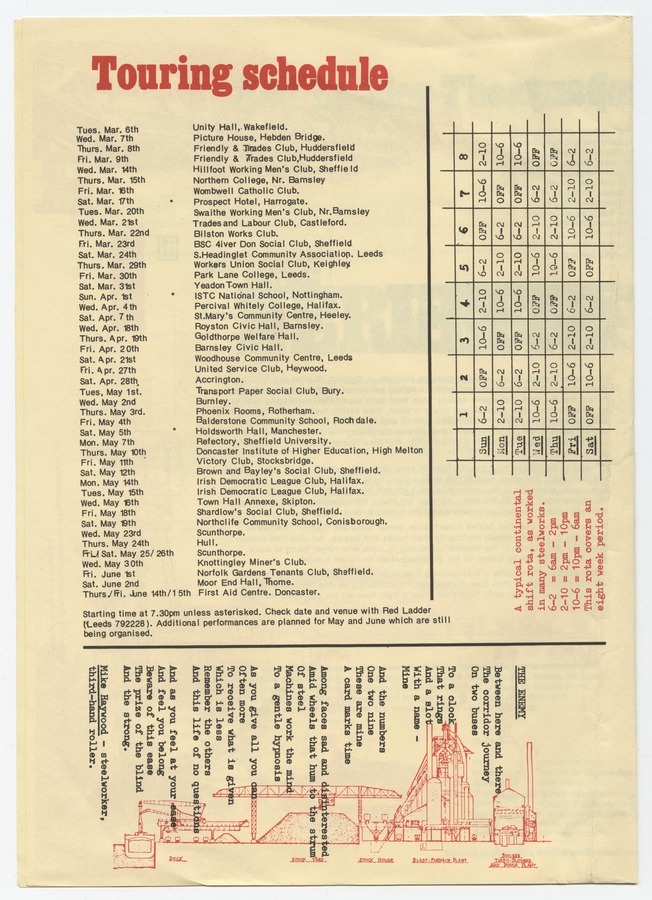 Touring schedule
Tues. Mar. 6th Unity Hall, Wakefield.
Wed. Mar. 7th Picture House, Hebden Bridge.
Thurs. Mar. 8th Friendly & Trades Club, Huddersfield
Fri. Mar. 9th Friendly & Trades Club, Huddersfield
Wed. Mar. 14th Hillfoot Working Men's Club, Sheffield
Thurs. Mar. 15th Northern College, Nr. Barnsley
Fri. Mar. 16th Wombwell Catholic Club.
Sat. Mar. 17th * Prospect Hotel, Harrogate.
Tues. Mar. 20th Swaithe Working Men's Club, Nr. Barnsley
Wed. Mar. 21st Trades and Labour Club, Castleford.
Thurs. Mar. 22nd Bilston Works Club.
Fri. Mar. 23rd BSC 4iver Don Social Club, Sheffield
Sat. Mar. 24th S.Headinglet Community Association. Leeds
Thurs. Mar. 29th Workers Union Social Club, Keighley.
Fri. Mar. 30th Park Lane College, Leeds.
Sat. Mar. 31st Yeadon Town Hall.
Sun. Apr. 1st * ISTC National School, Nottingham.
Wed. Apr. 4th Percival Whitely College, Halifax.
Sat. Apr. 7th St.Mary's Community Centre, Heeley.
Wed. Apr. 18th Royston Civic Hall, Barnsley.
Thurs. Apr. 19th Goldthorpe Welfare Hall.
Fri. Apr. 20th Barnsley Civic Hall.
Sat. Apr. 21st Woodhouse Community Centre, Leeds
Fri. Apr. 27th United Service Club, Heywood.
Sat. Apr. 28th Accrington.
Tues, May 1st. Transport Paper Social Club, Bury.
Wed. May 2nd Burnley.
Thurs. May 3rd. Phoenix Rooms, Rotherham.
Fri. May 4th Balderstone Community School, Rochdale.
Sat. May 5th * Holdsworth Hall, Manchester.
Mon. May 7th Refectory, Sheffield University.
Thurs. May 10th Doncaster Institute of Higher Education, High Melton
Fri. May 11th Victory Club, Stocksbridge.
Sat. May 12th Brown and Bayley's Social Club, Sheffield.
Mon. May 14th Irish Democratic League Club, Halifax.
Tues. May 15th Irish Democratic League Club, Halifax.
Wed. May 16th Town Hall Annexe, Skipton.
Fri. May 18th Shardlow's Social Club, Sheffield.
Sat. May 19th Northclife Community School, Conisborough.
Wed. May 23rd Scunthorpe.
Thurs. May 24th Hull.
Fri./ Sat. May 25/ 26th Scunthorpe.
Wed. May 30th Knottingley Miner's Club.
Fri. June 1st Norfolk Gardens Tenants Club, Sheffield.
Sat. June 2nd Moor End Hall, Thorne.
Thurs./Fri. June 14th/15th First Aid Centre. Doncaster.
Starting time at 7.30pm unless asterisked. Check date and venue with Red Ladder
(Leeds 792228). Additional performances are planned for May and June which are still
being organised.
1 2 3 4 5 6 7 8
Sun 6-2 OFF 10-6 2-10 6-2 OFF 10-6 2-10
Mon 2-10 6-2 OFF 10-6 2-10 6-2 OFF 10-6
Tue 2-10 6-2 OFF 10-6 2-10 6-2 OFF 10-6
Wed 10-6 2-10 6-2 OFF 10-6 2-10 6-2 OFF
Thu 10-6 2-10 6-2 OFF 10-6 2-10 6-2 OFF
Fri OFF 10-6 2-10 6-2 OFF 10-6 2-10 6-2
Sat OFF 10-6 2-10 6-2 OFF 10-6 2-10 6-2
A typical continental
shift rota, as worked
in many steelworks.
6-2 = 6am - 2pm
2-10 = 2pm - 10pm
10-6 = 10pm - 6am
This rota covers an
eight week period.
THE ENEMY
Between here and there
The corridor journey
On two buses
To a clock
That rings
And a slot
With a name -
Mine
And the numbers
One two nine
These are mine
A card marks time
Among faces sad and disinterested
Amid wheels that hum to the strum
Of steel
Machines work the mind
To a gentle hypnosis
As you give all you can
Often more
To receive what is given
Which is less
Remember the others
And this life of no questions
And as you feel at your ease
And feel you belong
Beware of this ease
The prize of the blind
And the strong.
Mike Haywood - steelworker,
third-hand roller.
DOCK
STOCK YARD
STOCK HOUSE
BLAST-FURNACE PLANT
BOILER,
TURBO-BLOWER
AND POWER PLANT